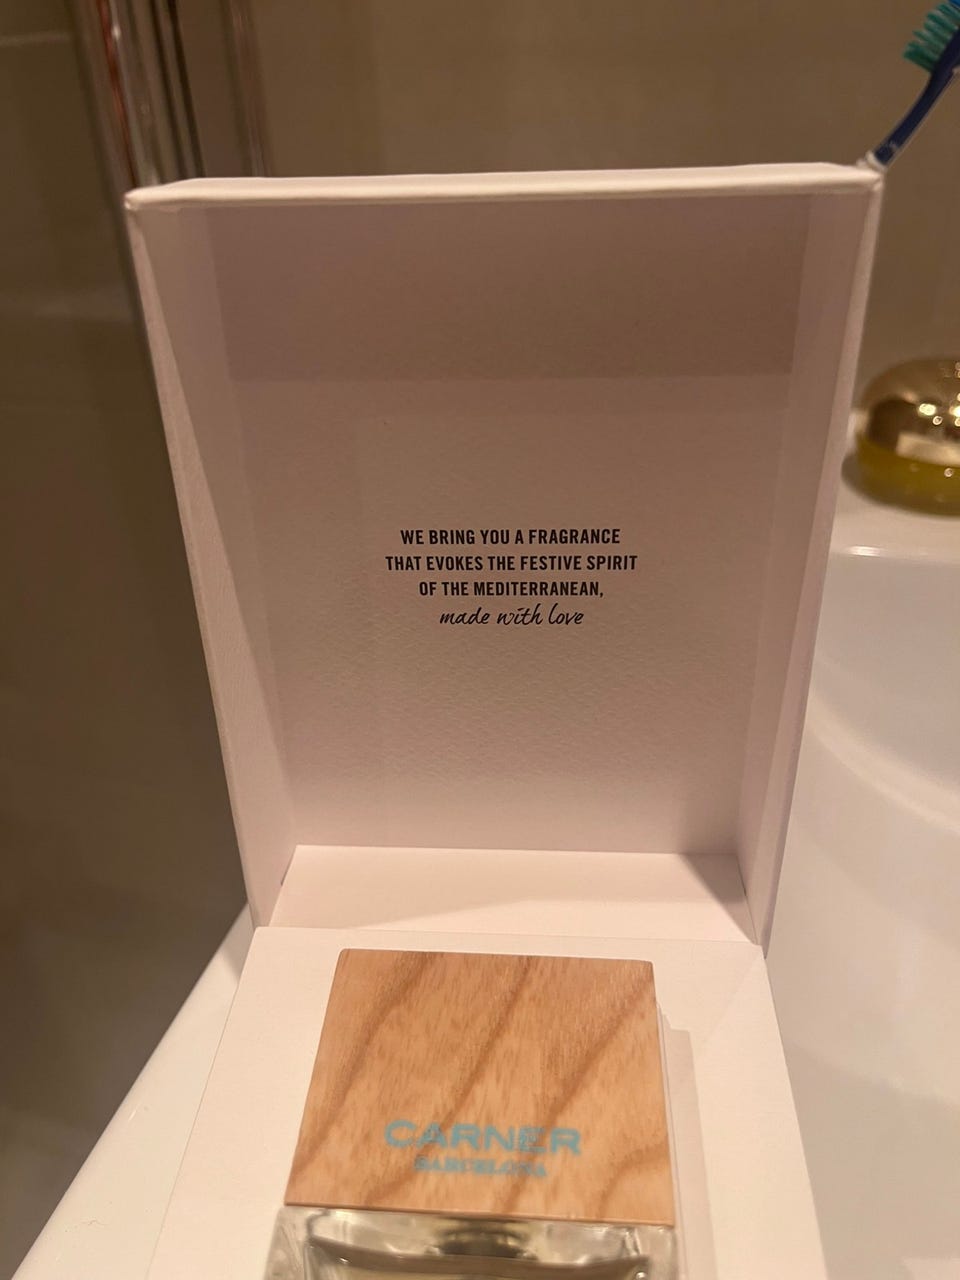 WE BRING YOU A FRAGRANCE
THAT EVOKES THE FESTIVE SPIRIT
OF THE MEDITERRANEAN,
made with love
CARNER
BARCELONA